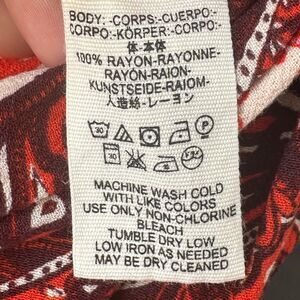 BODY:-CORPS:-CUERPO:-
CORPO:-KÖRPER:-CORPO:-
体-本体
100% RAYON-RAYONNE-
RAYÓN-RAION-
KUNSTSEIDE-RAIOM-
人造絲-レーヨン
30 P
30
MACHINE WASH COLD
WITH LIKE COLORS
USE ONLY NON-CHLORINE
BLEACH
TUMBLE DRY LOW
LOW IRON AS NEEDED
MAY BE DRY CLEANED